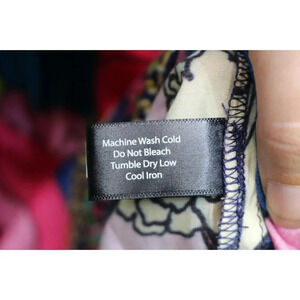 Machine Wash Cold
Do Not Bleach
Tumble Dry Low
Cool Iron